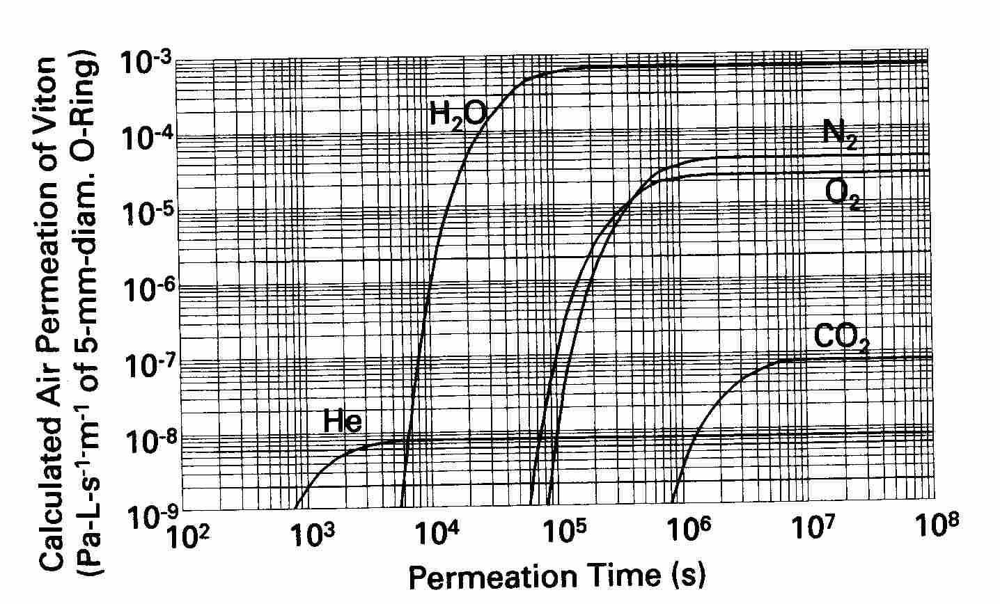 Calculated Air Permeation of Viton
(Pa-L-s⁻¹-m⁻¹ of 5-mm-diam. O-Ring)
10⁻³
10⁻⁴
10⁻⁵
10⁻⁶
10⁻⁷
10⁻⁸
10⁻⁹
H₂O
N₂
O₂
CO₂
He
10² 10³ 10⁴ 10⁵ 10⁶ 10⁷ 10⁸
Permeation Time (s)